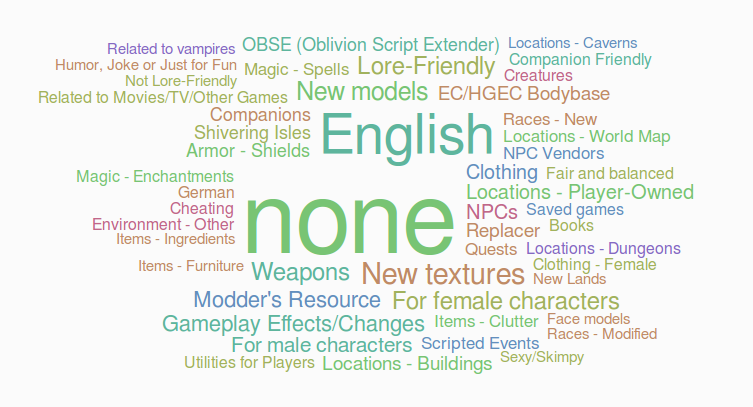 Related to vampires
OBSE (Oblivion Script Extender)
Locations - Caverns
Humor, Joke or Just for Fun
Magic - Spells
Lore-Friendly
Companion Friendly
Not Lore-Friendly
Creatures
Related to Movies/TV/Other Games
New models
EC/HGEC Bodybase
Companions
English
Races - New
Shivering Isles
Locations - World Map
Armor - Shields
NPC Vendors
Magic - Enchantments
Clothing
Fair and balanced
German
Locations - Player-Owned
Cheating
none
NPCs
Saved games
Environment - Other
Replacer
Books
Items - Ingredients
Quests
Locations - Dungeons
Items - Furniture
Weapons
New textures
Clothing - Female
New Lands
Modder's Resource
For female characters
Gameplay Effects/Changes
Items - Clutter
Face models
For male characters
Scripted Events
Races - Modified
Utilities for Players
Locations - Buildings
Sexy/Skimpy